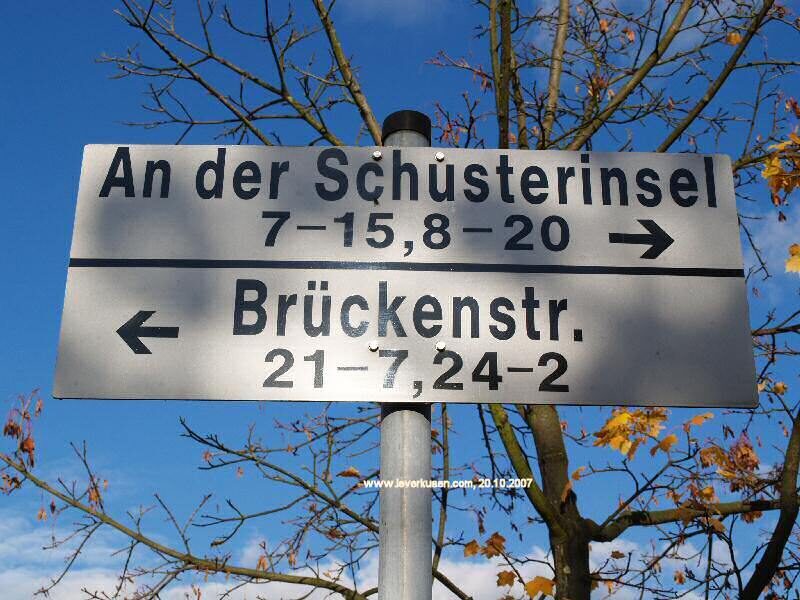 An der Schusterinsel
7-15,8-20 →
← Brückenstr.
21-7,24-2
www.leverkusen.com, 20.10.2007